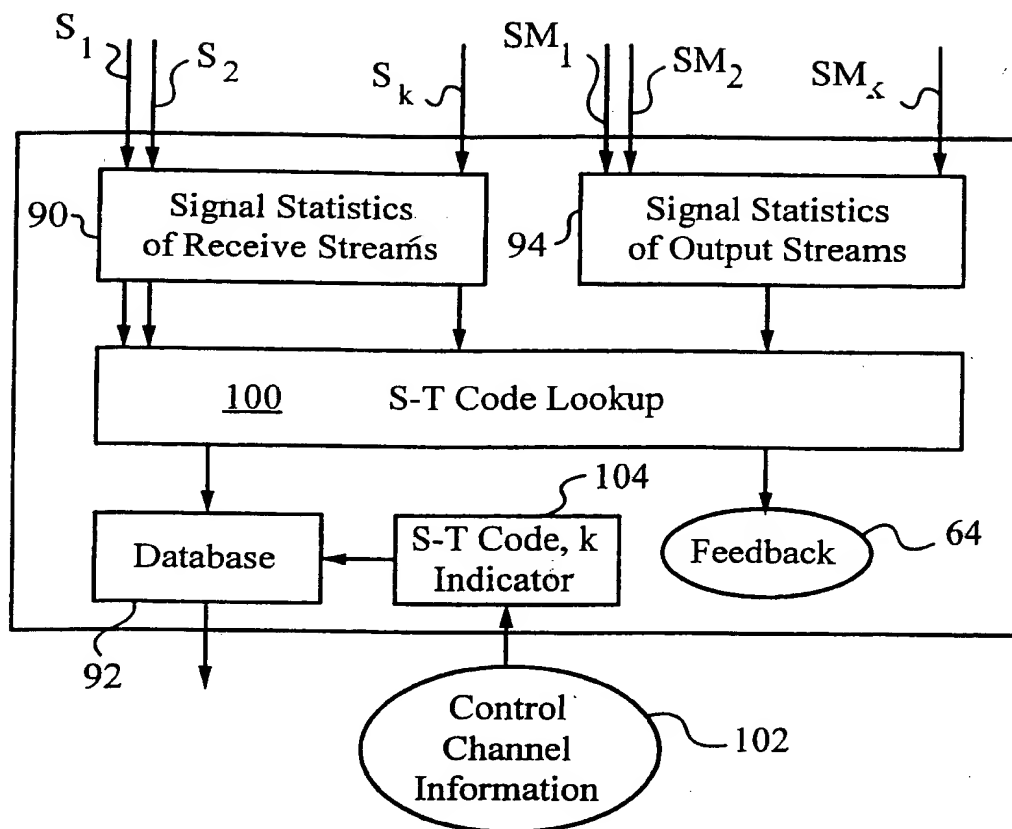 S1
S2
Sk
SM1
SM2
SMk
90
Signal Statistics
of Receive Streams
94
Signal Statistics
of Output Streams
100
S-T Code Lookup
104
Database
S-T Code, k
Indicator
Feedback
64
92
Control
Channel
Information
102